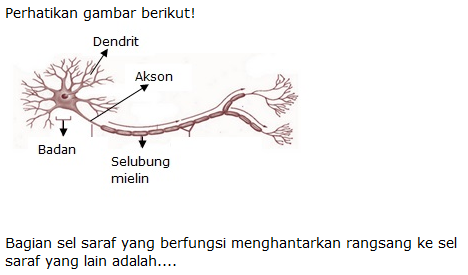 Perhatikan gambar berikut!
Dendrit
Akson
Badan
Selubung
mielin
Bagian sel saraf yang berfungsi menghantarkan rangsang ke sel
saraf yang lain adalah....